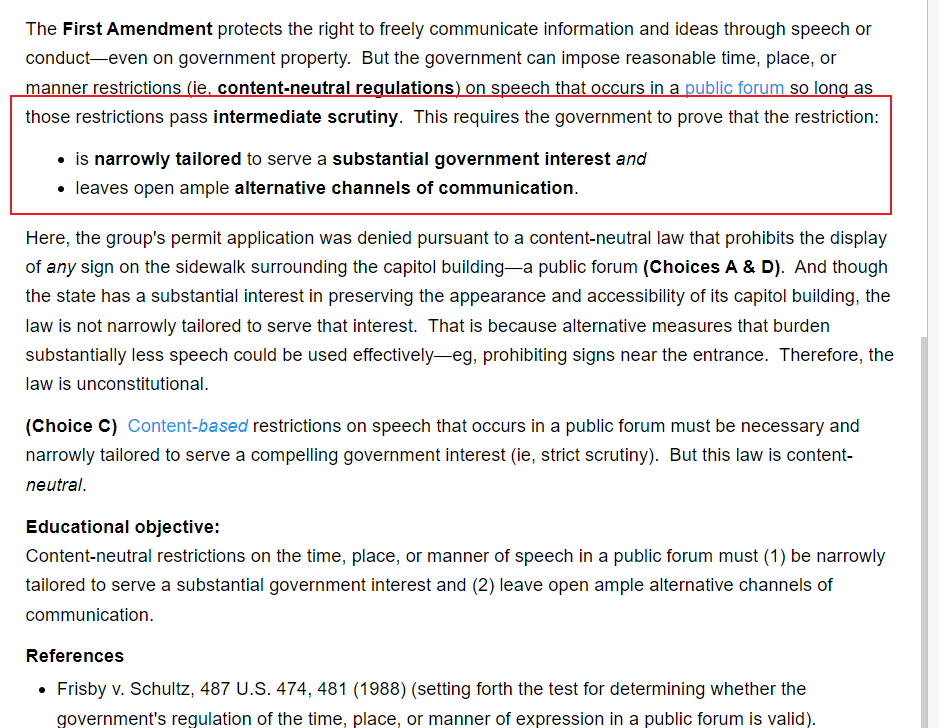 The First Amendment protects the right to freely communicate information and ideas through speech or
conduct—even on government property.  But the government can impose reasonable time, place, or
manner restrictions (ie, content-neutral regulations) on speech that occurs in a public forum so long as
those restrictions pass intermediate scrutiny.  This requires the government to prove that the restriction:
• is narrowly tailored to serve a substantial government interest and
• leaves open ample alternative channels of communication.
Here, the group's permit application was denied pursuant to a content-neutral law that prohibits the display
of any sign on the sidewalk surrounding the capitol building—a public forum (Choices A & D).  And though
the state has a substantial interest in preserving the appearance and accessibility of its capitol building, the
law is not narrowly tailored to serve that interest.  That is because alternative measures that burden
substantially less speech could be used effectively—eg, prohibiting signs near the entrance.  Therefore, the
law is unconstitutional.
(Choice C)  Content-based restrictions on speech that occurs in a public forum must be necessary and
narrowly tailored to serve a compelling government interest (ie, strict scrutiny).  But this law is content-
neutral.
Educational objective:
Content-neutral restrictions on the time, place, or manner of speech in a public forum must (1) be narrowly
tailored to serve a substantial government interest and (2) leave open ample alternative channels of
communication.
References
• Frisby v. Schultz, 487 U.S. 474, 481 (1988) (setting forth the test for determining whether the
government's regulation of the time, place, or manner of expression in a public forum is valid).